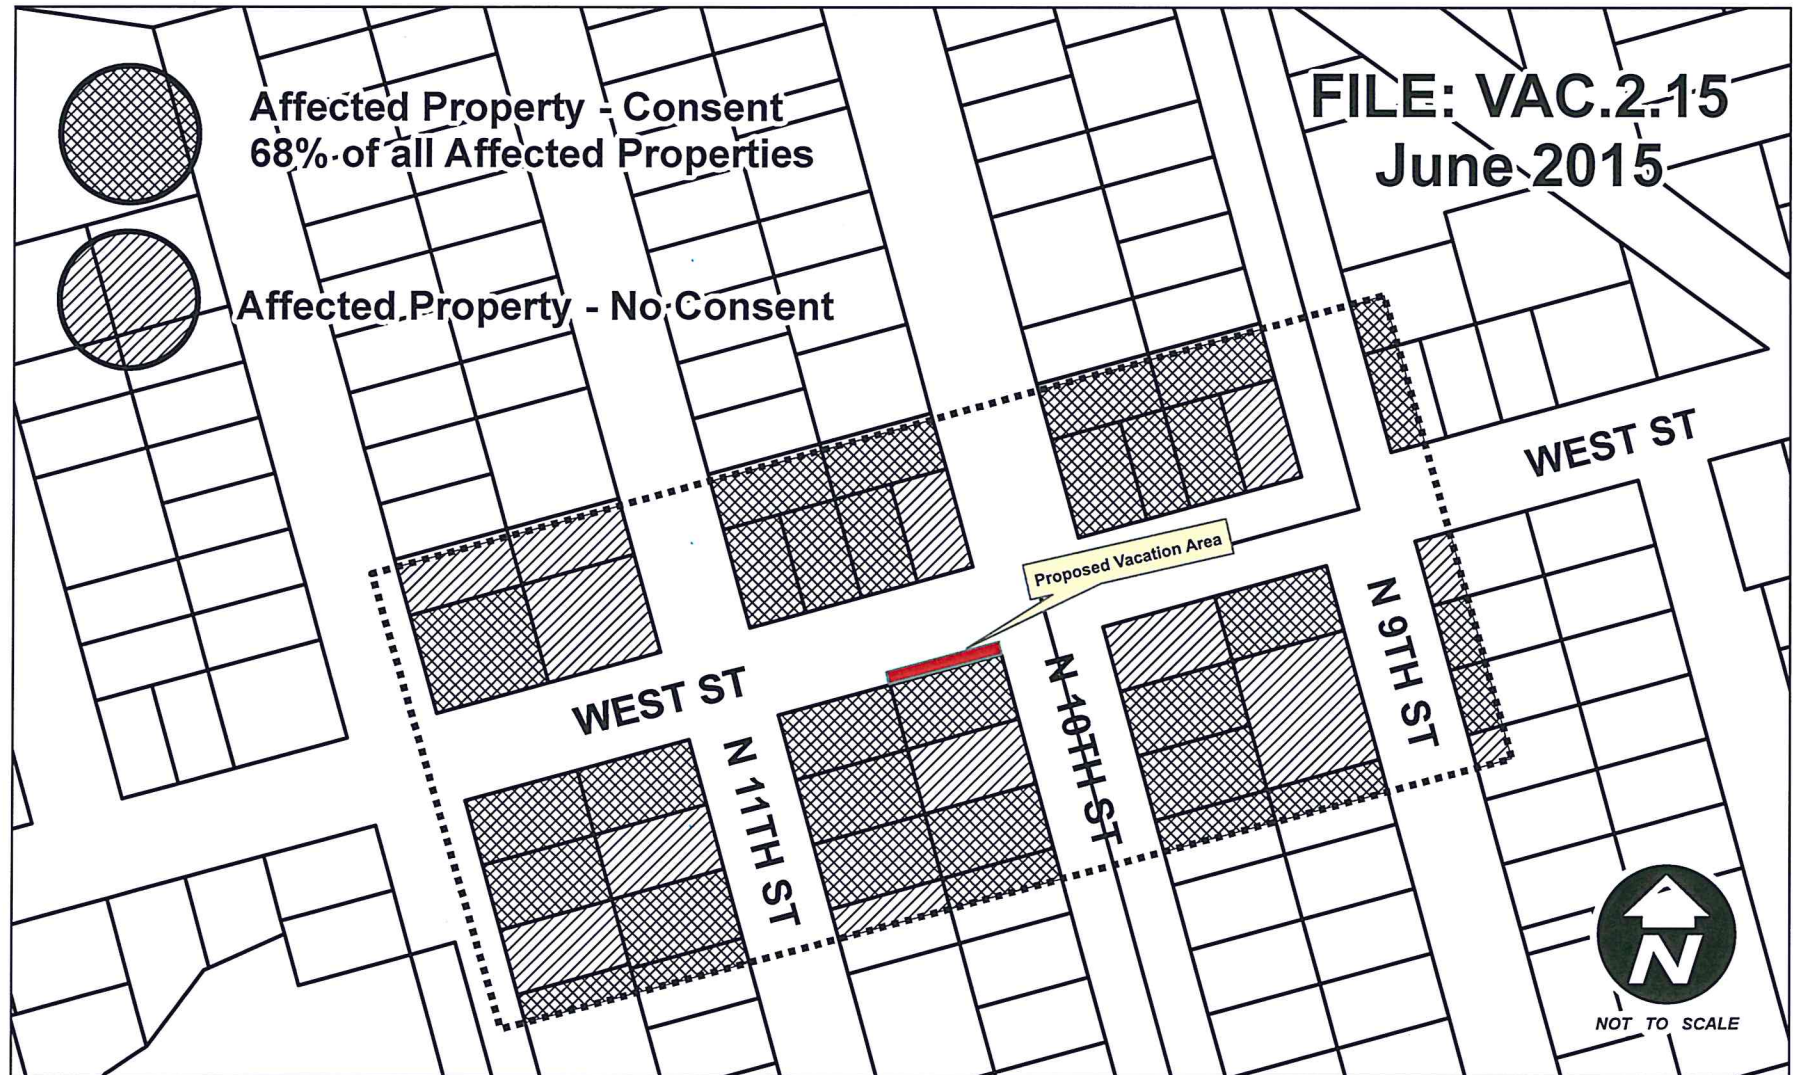 Affected Property - Consent
68% of all Affected Properties
Affected Property - No Consent
FILE: VAC.2.15
June 2015
WEST ST
Proposed Vacation Area
WEST ST
N 9TH ST
N 10TH ST
N 11TH ST
N
NOT TO SCALE